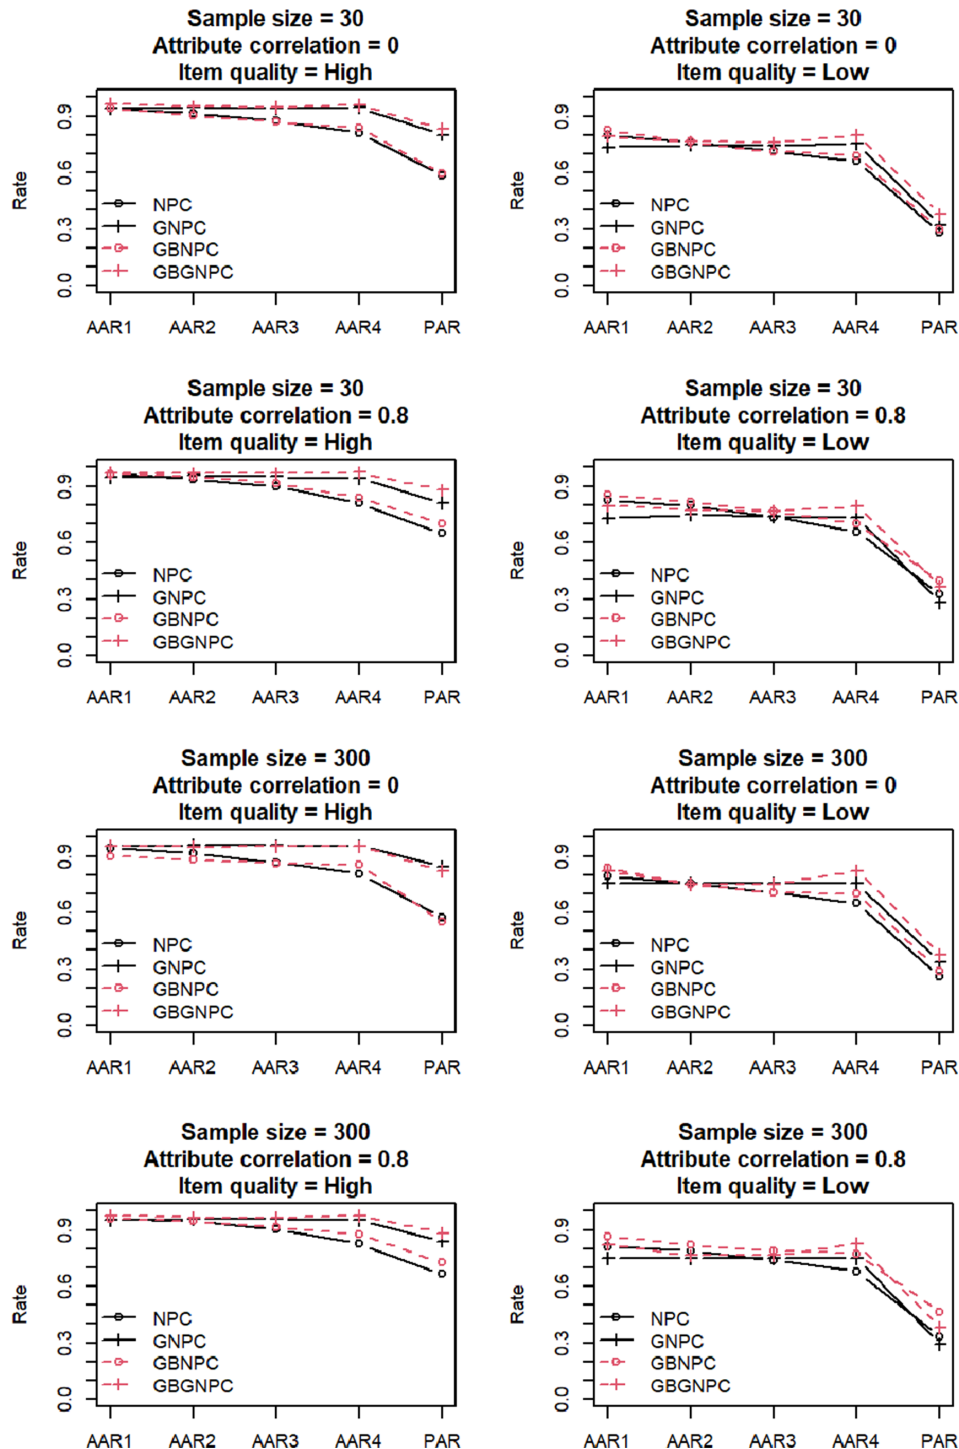 Sample size = 30
Attribute correlation = 0
Item quality = High
Rate
0.9
0.6
0.3
0.0
NPC
GNPC
GBNPC
GBGNPC
AAR1 AAR2 AAR3 AAR4 PAR
Sample size = 30
Attribute correlation = 0
Item quality = Low
Rate
0.9
0.6
0.3
0.0
NPC
GNPC
GBNPC
GBGNPC
AAR1 AAR2 AAR3 AAR4 PAR
Sample size = 30
Attribute correlation = 0.8
Item quality = High
Rate
0.9
0.6
0.3
0.0
NPC
GNPC
GBNPC
GBGNPC
AAR1 AAR2 AAR3 AAR4 PAR
Sample size = 30
Attribute correlation = 0.8
Item quality = Low
Rate
0.9
0.6
0.3
0.0
NPC
GNPC
GBNPC
GBGNPC
AAR1 AAR2 AAR3 AAR4 PAR
Sample size = 300
Attribute correlation = 0
Item quality = High
Rate
0.9
0.6
0.3
0.0
NPC
GNPC
GBNPC
GBGNPC
AAR1 AAR2 AAR3 AAR4 PAR
Sample size = 300
Attribute correlation = 0
Item quality = Low
Rate
0.9
0.6
0.3
0.0
NPC
GNPC
GBNPC
GBGNPC
AAR1 AAR2 AAR3 AAR4 PAR
Sample size = 300
Attribute correlation = 0.8
Item quality = High
Rate
0.9
0.6
0.3
0.0
NPC
GNPC
GBNPC
GBGNPC
AAR1 AAR2 AAR3 AAR4 PAR
Sample size = 300
Attribute correlation = 0.8
Item quality = Low
Rate
0.9
0.6
0.3
0.0
NPC
GNPC
GBNPC
GBGNPC
AAR1 AAR2 AAR3 AAR4 PAR